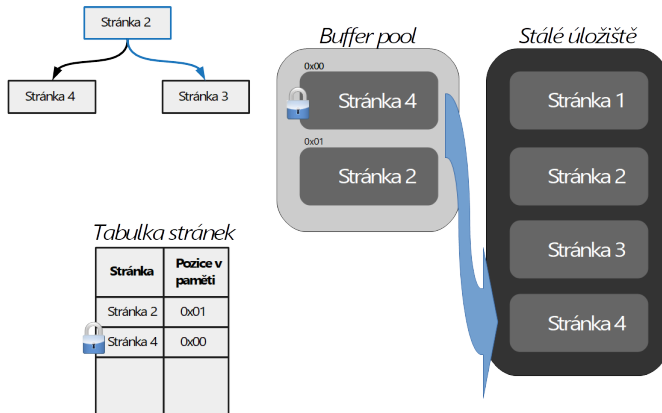 Stránka 2
Stránka 4
Stránka 3
Buffer pool
0x00
Stránka 4
0x01
Stránka 2
Stálé úložiště
Stránka 1
Stránka 2
Stránka 3
Stránka 4
Tabulka stránek
Stránka
Pozice v
paměti
Stránka 2
0x01
Stránka 4
0x00